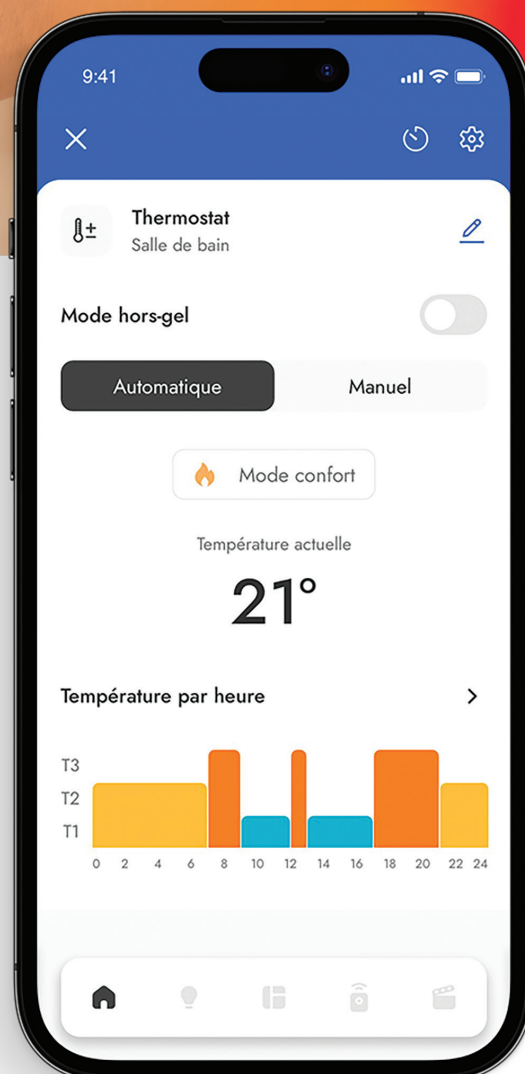 9:41
Thermostat
Salle de bain
Mode hors-gel
Automatique Manuel
Mode confort
Température actuelle
21°
Température par heure
T3
T2
T1
0 2 4 6 8 10 12 14 16 18 20 22 24